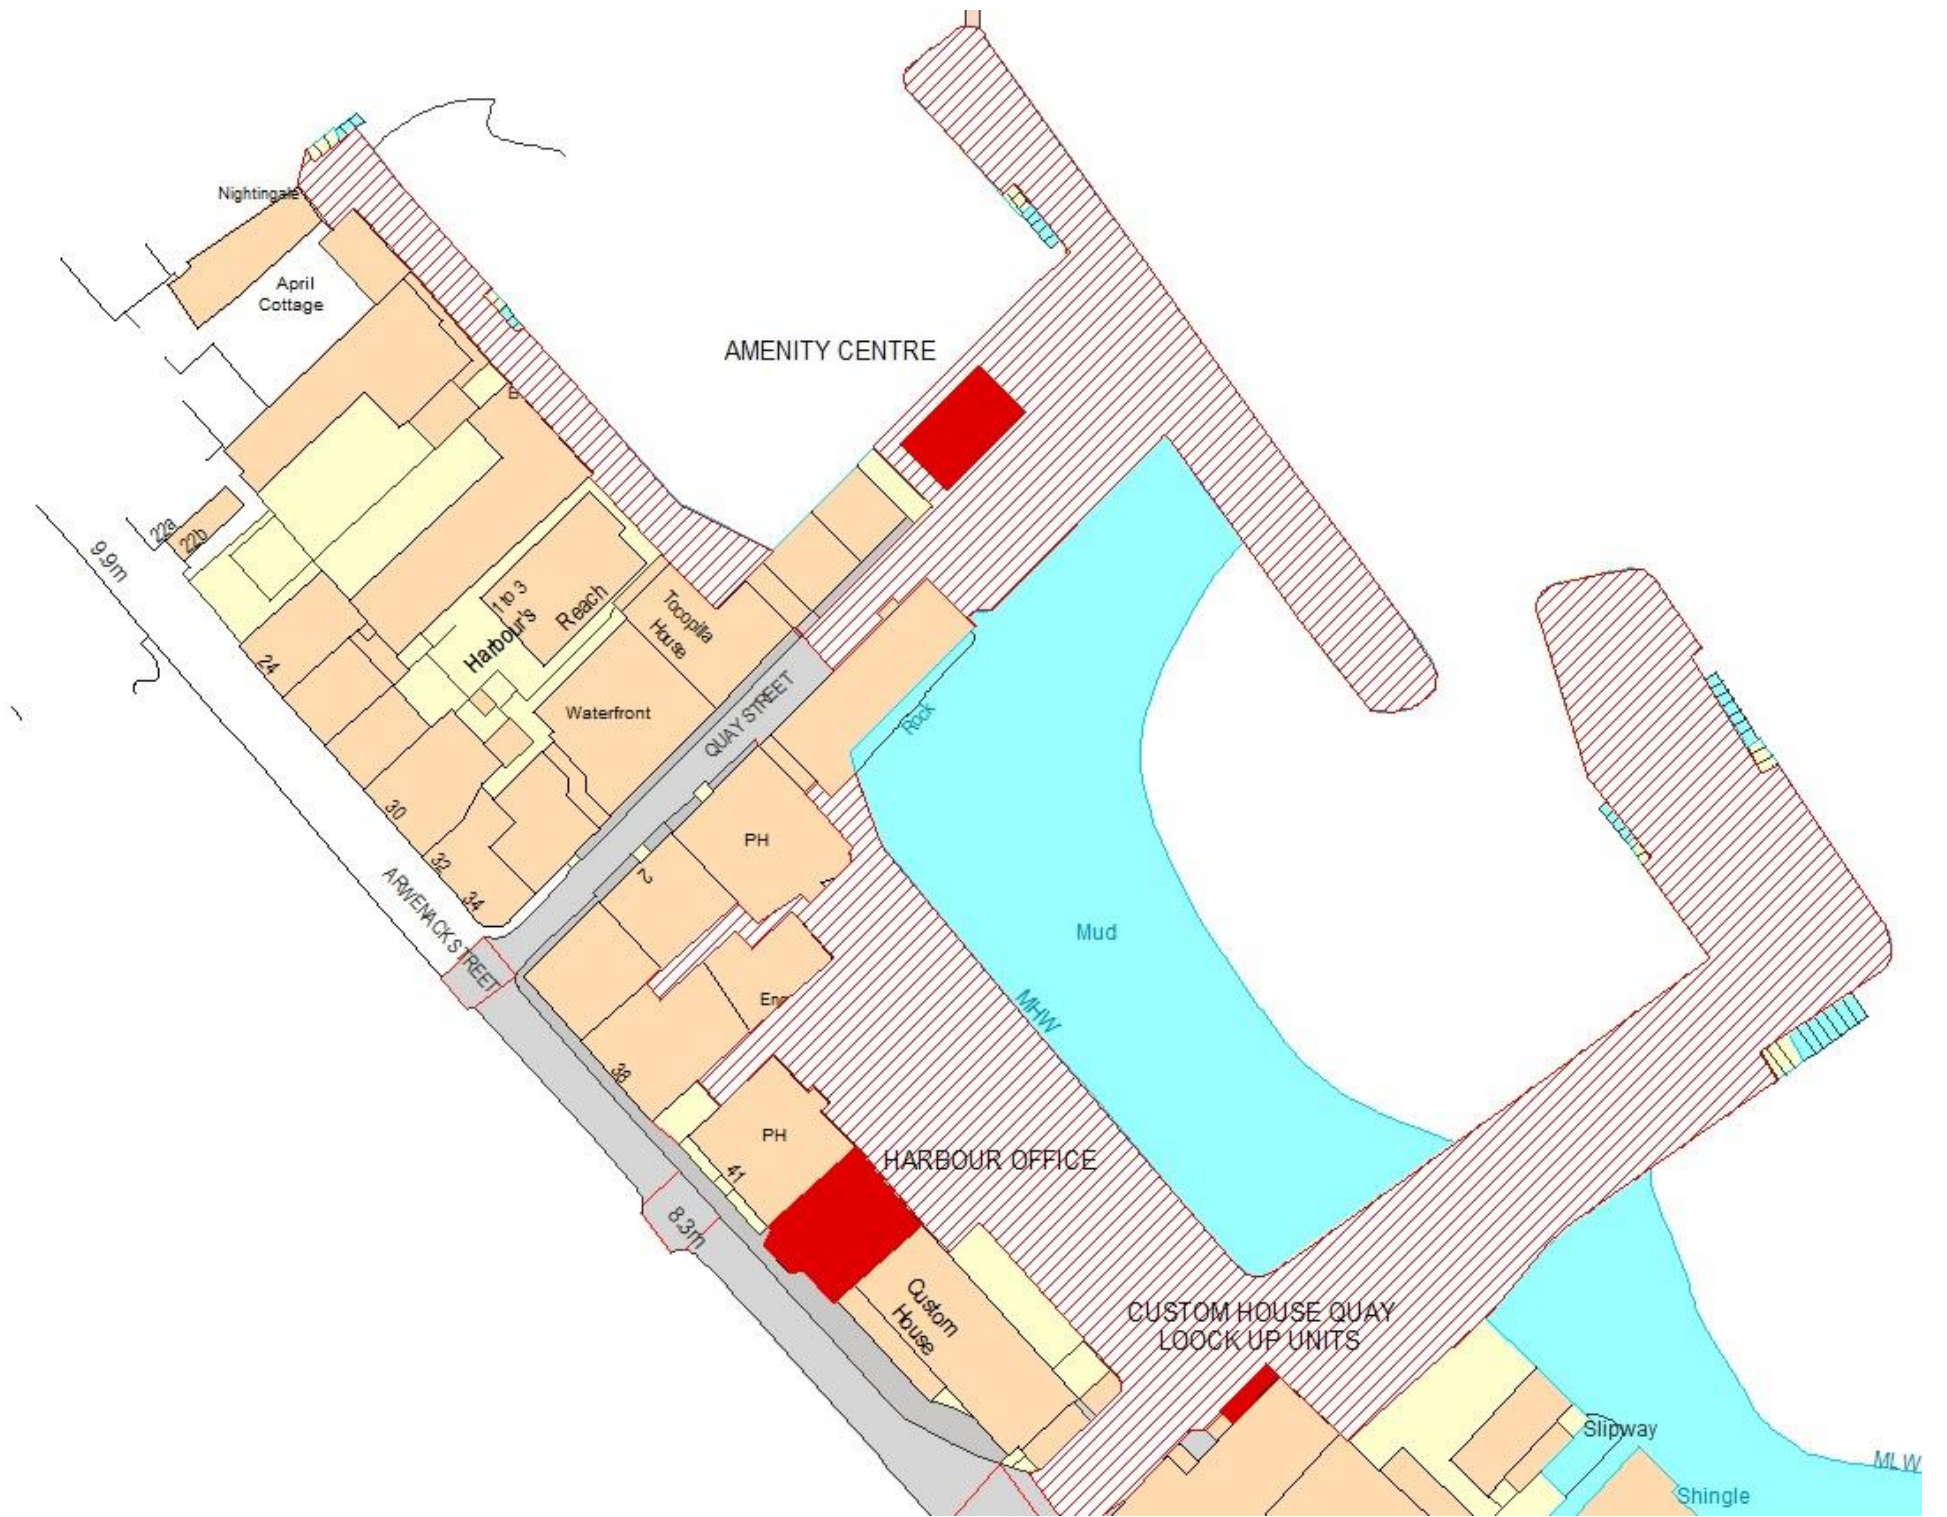 Nightingale
April
Cottage
AMENITY CENTRE
22a
22b
9.9m
1 to 3
Harbour's
Reach
Tocopilla
House
24
Waterfront
QUAY STREET
Rock
30
PH
32
34
2
ARWENACK STREET
Mud
MHW
38
PH
41
HARBOUR OFFICE
8.3m
Custom
House
CUSTOM HOUSE QUAY
LOOCK UP UNITS
Slipway
MLW
Shingle